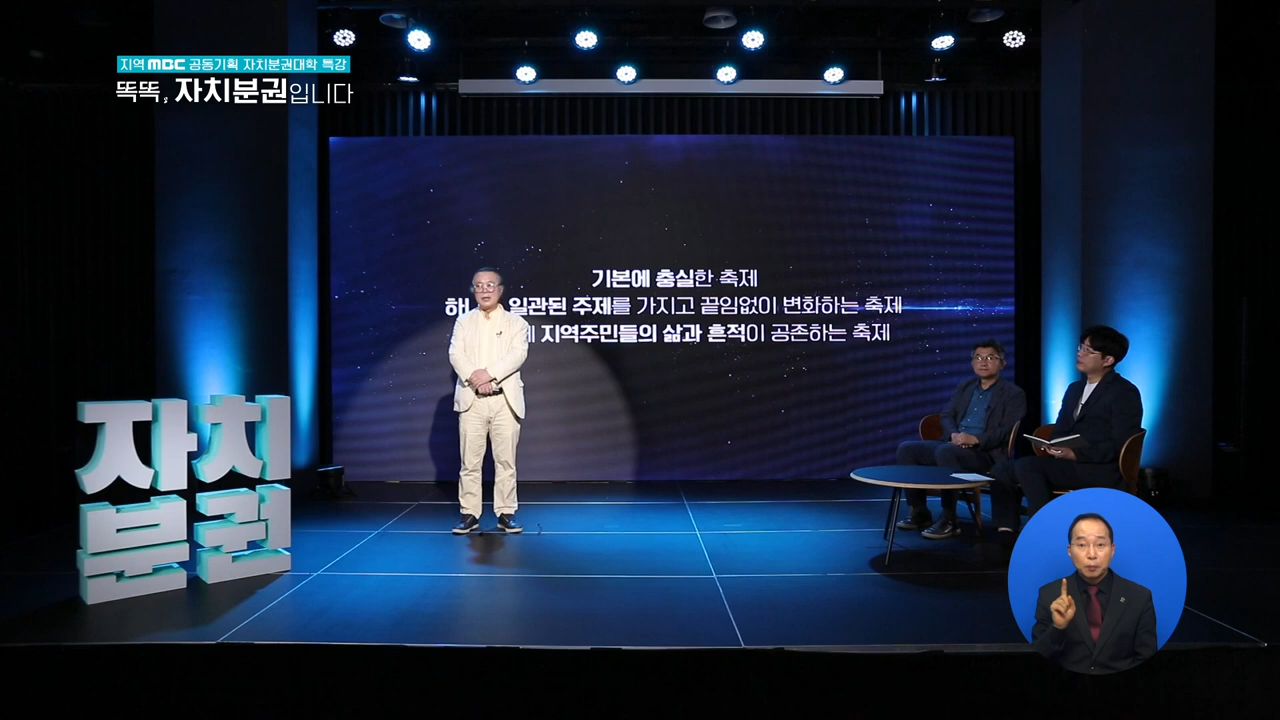 지역 MBC 공동기획 자치분권대학 특강
똑똑, 자치분권입니다
기본에 충실한 축제
일관된 주제를 가지고 끝임없이 변화하는 축제
지역주민들의 삶과 흔적이 공존하는 축제
자치
분권